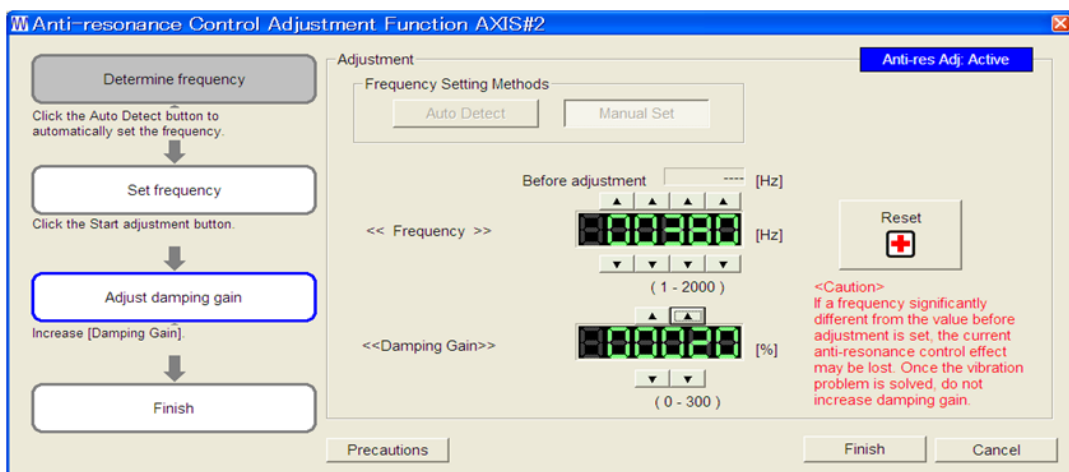 Anti-resonance Control Adjustment Function AXIS#2
Determine frequency
Click the Auto Detect button to
automatically set the frequency.
Set frequency
Click the Start adjustment button.
Adjust damping gain
Increase [Damping Gain].
Finish
Adjustment
Anti-res Adj: Active
Frequency Setting Methods
Auto Detect
Manual Set
Before adjustment ---- [Hz]
<< Frequency >> 00380 [Hz]
( 1 - 2000 )
<<Damping Gain>> 00020 [%]
( 0 - 300 )
Reset
<Caution>
If a frequency significantly
different from the value before
adjustment is set, the current
anti-resonance control effect
may be lost. Once the vibration
problem is solved, do not
increase damping gain.
Precautions
Finish
Cancel